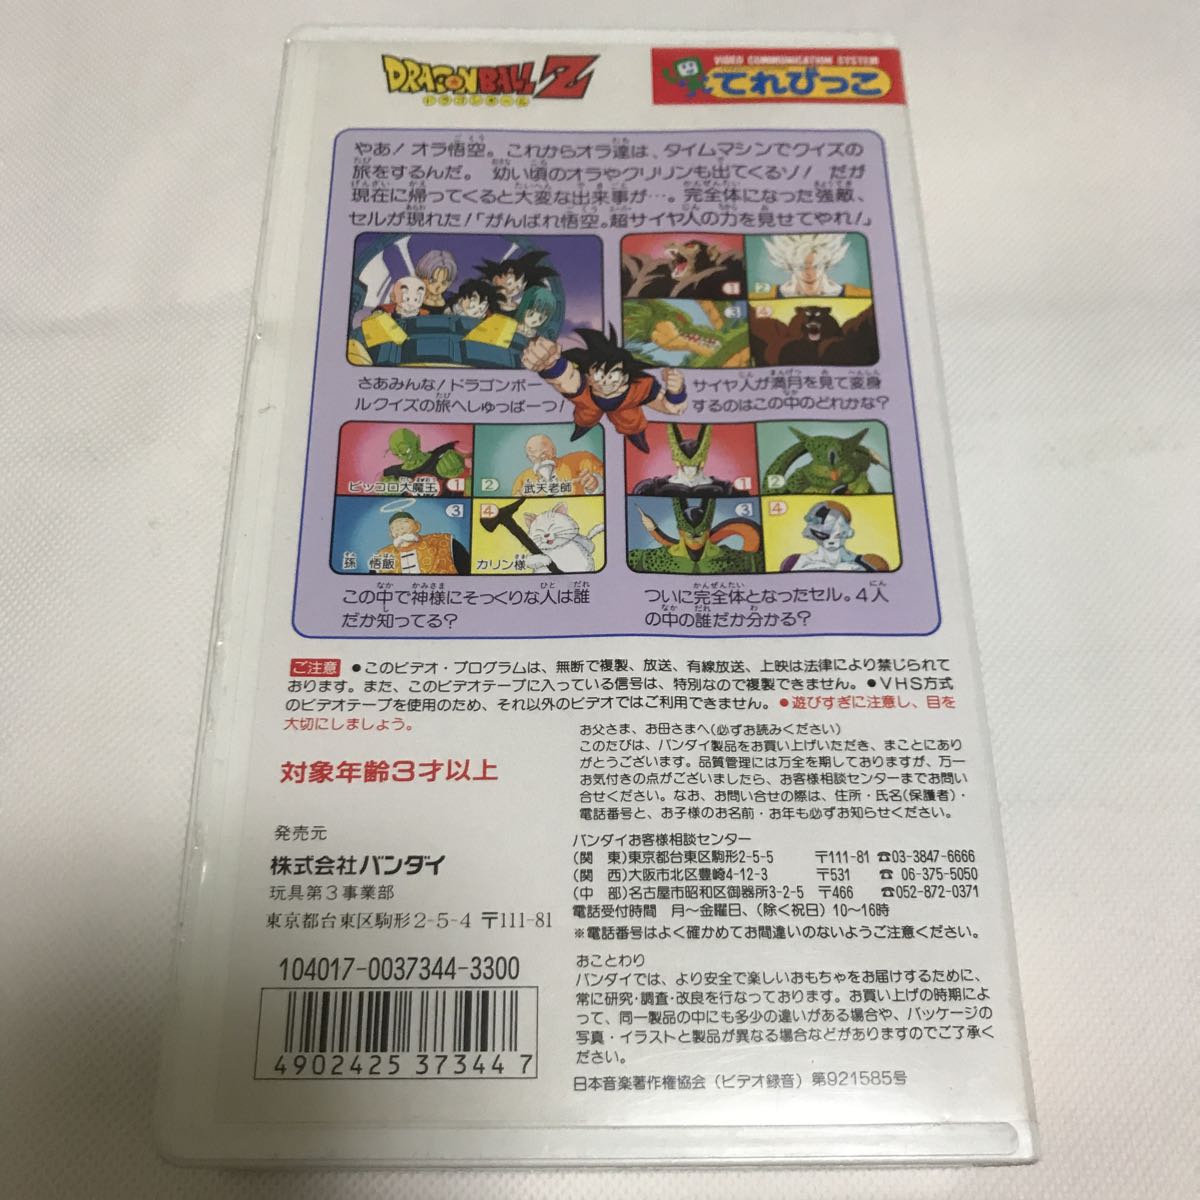 DRAGONBALL Z
ドラゴンボール
VIDEO COMMUNICATION SYSTEM
てれびっこ
やあ!オラ悟空。これからオラ達は、タイムマシンでクイズの
旅をするんだ。 幼い頃のオラやクリリンも出てくるゾ! だが
現在に帰ってくると大変な出来事が…。完全体になった強敵、
セルが現れた!「がんばれ悟空。超サイヤ人の力を見せてやれ!」
1
2
3
4
さあみんな!ドラゴンボー
ルクイズの旅へしゅっぱーつ!
サイヤ人が満月を見て変身
するのはこの中のどれかな?
ピッコロ大魔王 1
2 武天老師
3
孫 悟飯
4
カリン様
1
2
3
4
この中で神様にそっくりな人は誰
だか知ってる?
ついに完全体となったセル。4人
の中の誰だか分かる?
ご注意 ●このビデオ・プログラムは、無断で複製、放送、有線放送、上映は法律により禁じられて
おります。また、このビデオテープに入っている信号は、特別なので複製できません。●VHS方式
のビデオテープを使用のため、それ以外のビデオではご利用できません。●遊びすぎに注意し、目を
大切にしましょう。
対象年齢3才以上
発売元
株式会社バンダイ
玩具第3事業部
東京都台東区駒形2-5-4 〒111-81
104017-0037344-3300
4902425373447
お父さま、お母さまへ(必ずお読みください)
このたびは、バンダイ製品をお買い上げいただき、まことにあり
がとうございます。品質管理には万全を期しておりますが、万一
お気付きの点がございましたら、お客様相談センターまでお問い
合せください。なお、お問い合せの際は、住所・氏名(保護者)・
電話番号と、お子様のお名前・お年も必ずお知らせください。
バンダイお客様相談センター
(関 東)東京都台東区駒形2-5-5 〒111-81 ☎03-3847-6666
(関 西)大阪市北区豊崎4-12-3 〒531 ☎ 06-375-5050
(中 部)名古屋市昭和区御器所3-2-5 〒466 ☎052-872-0371
電話受付時間 月〜金曜日、(除く祝日)10〜16時
※電話番号はよく確かめてお間違いのないようご注意ください。
おことわり
バンダイでは、より安全で楽しいおもちゃをお届けするために、
常に研究・調査・改良を行なっております。お買い上げの時期によ
って、同一製品の中にも多少の違いがある場合や、パッケージの
写真・イラストと製品が異なる場合などがありますのでご了承く
ださい。
日本音楽著作権協会(ビデオ録音)第921585号